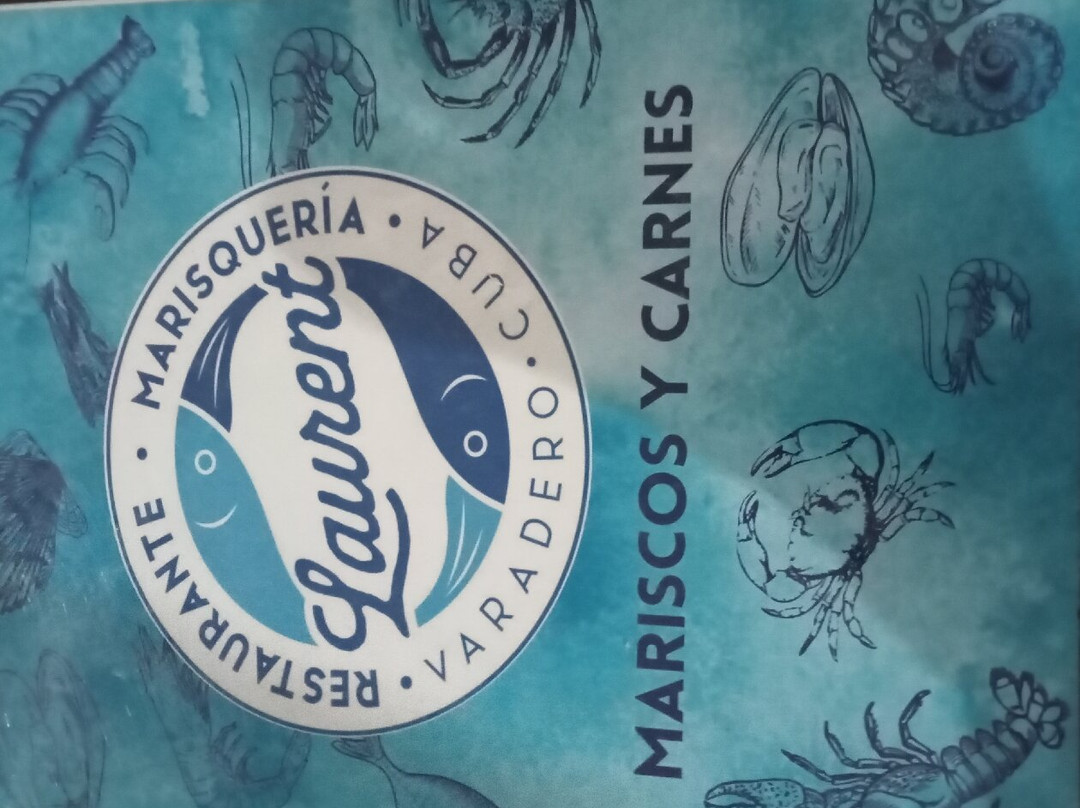 RESTAURANTE • MARISQUERÍA •
Laurent
VARADERO • CUBA
MARISCOS Y CARNES